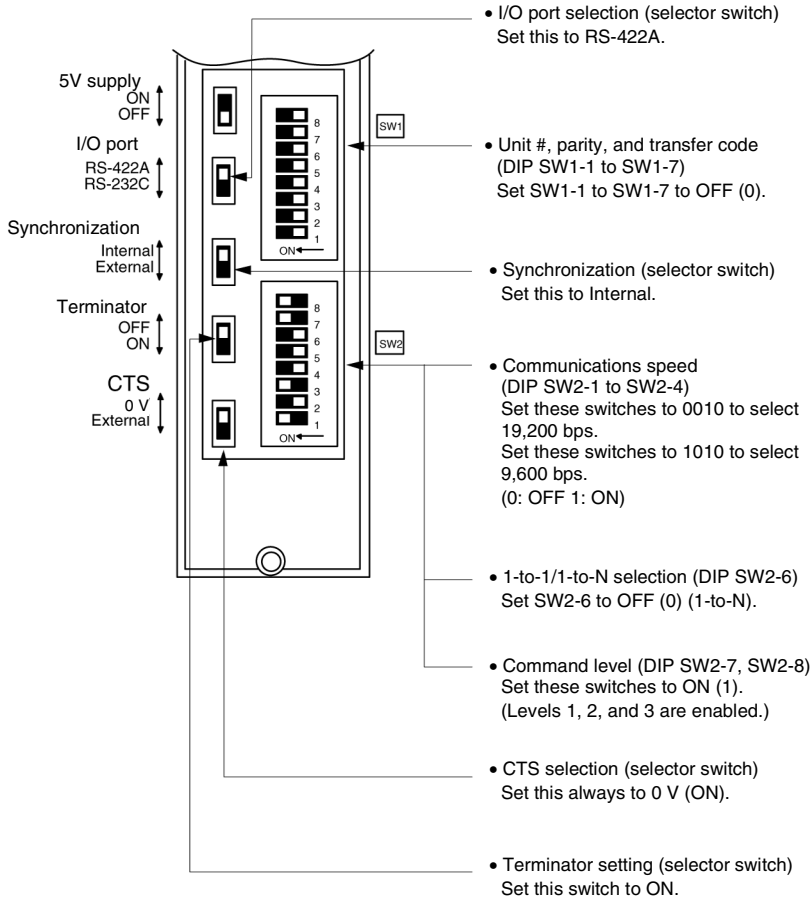 • I/O port selection (selector switch)
Set this to RS-422A.
5V supply
ON
OFF
I/O port
RS-422A
RS-232C
Synchronization
Internal
External
Terminator
OFF
ON
CTS
0 V
External
8
7
6
5
4
3
2
1
ON
SW1
8
7
6
5
4
3
2
1
ON
SW2
• Unit #, parity, and transfer code
(DIP SW1-1 to SW1-7)
Set SW1-1 to SW1-7 to OFF (0).
• Synchronization (selector switch)
Set this to Internal.
• Communications speed
(DIP SW2-1 to SW2-4)
Set these switches to 0010 to select
19,200 bps.
Set these switches to 1010 to select
9,600 bps.
(0: OFF 1: ON)
• 1-to-1/1-to-N selection (DIP SW2-6)
Set SW2-6 to OFF (0) (1-to-N).
• Command level (DIP SW2-7, SW2-8)
Set these switches to ON (1).
(Levels 1, 2, and 3 are enabled.)
• CTS selection (selector switch)
Set this always to 0 V (ON).
• Terminator setting (selector switch)
Set this switch to ON.